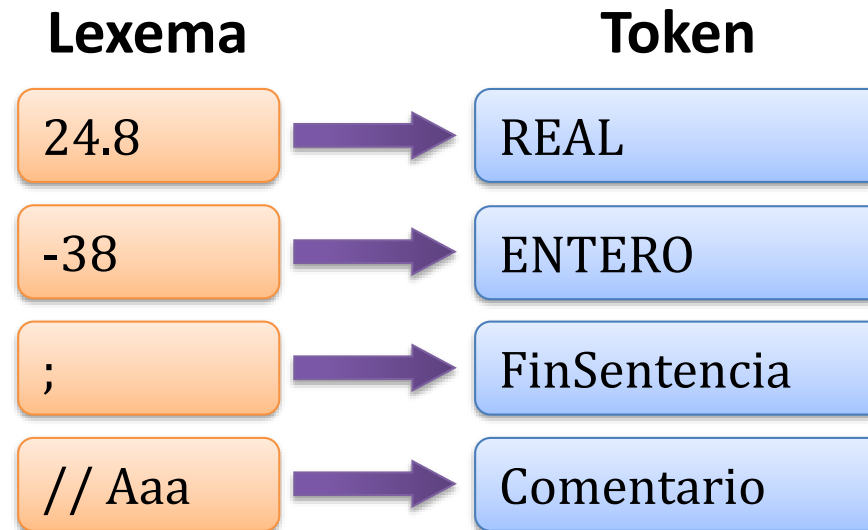 Lexema Token
24.8 REAL
-38 ENTERO
; FinSentencia
// Aaa Comentario